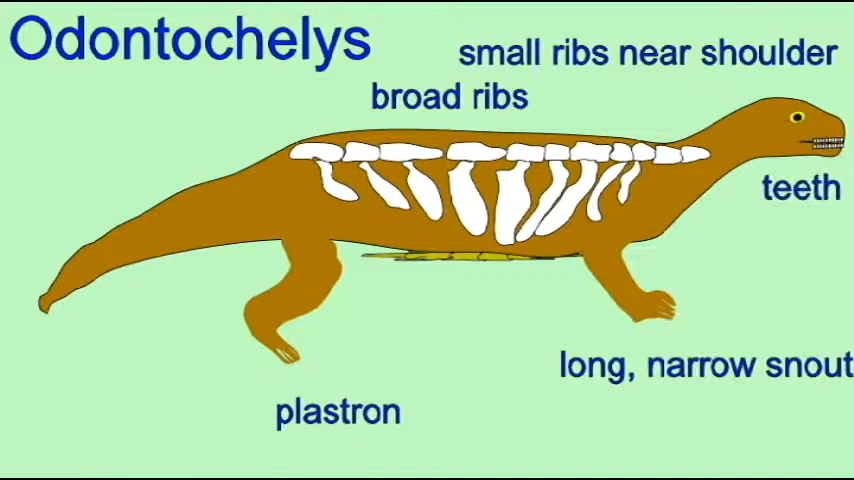 Odontochelys
small ribs near shoulder
broad ribs
teeth
long, narrow snout
plastron